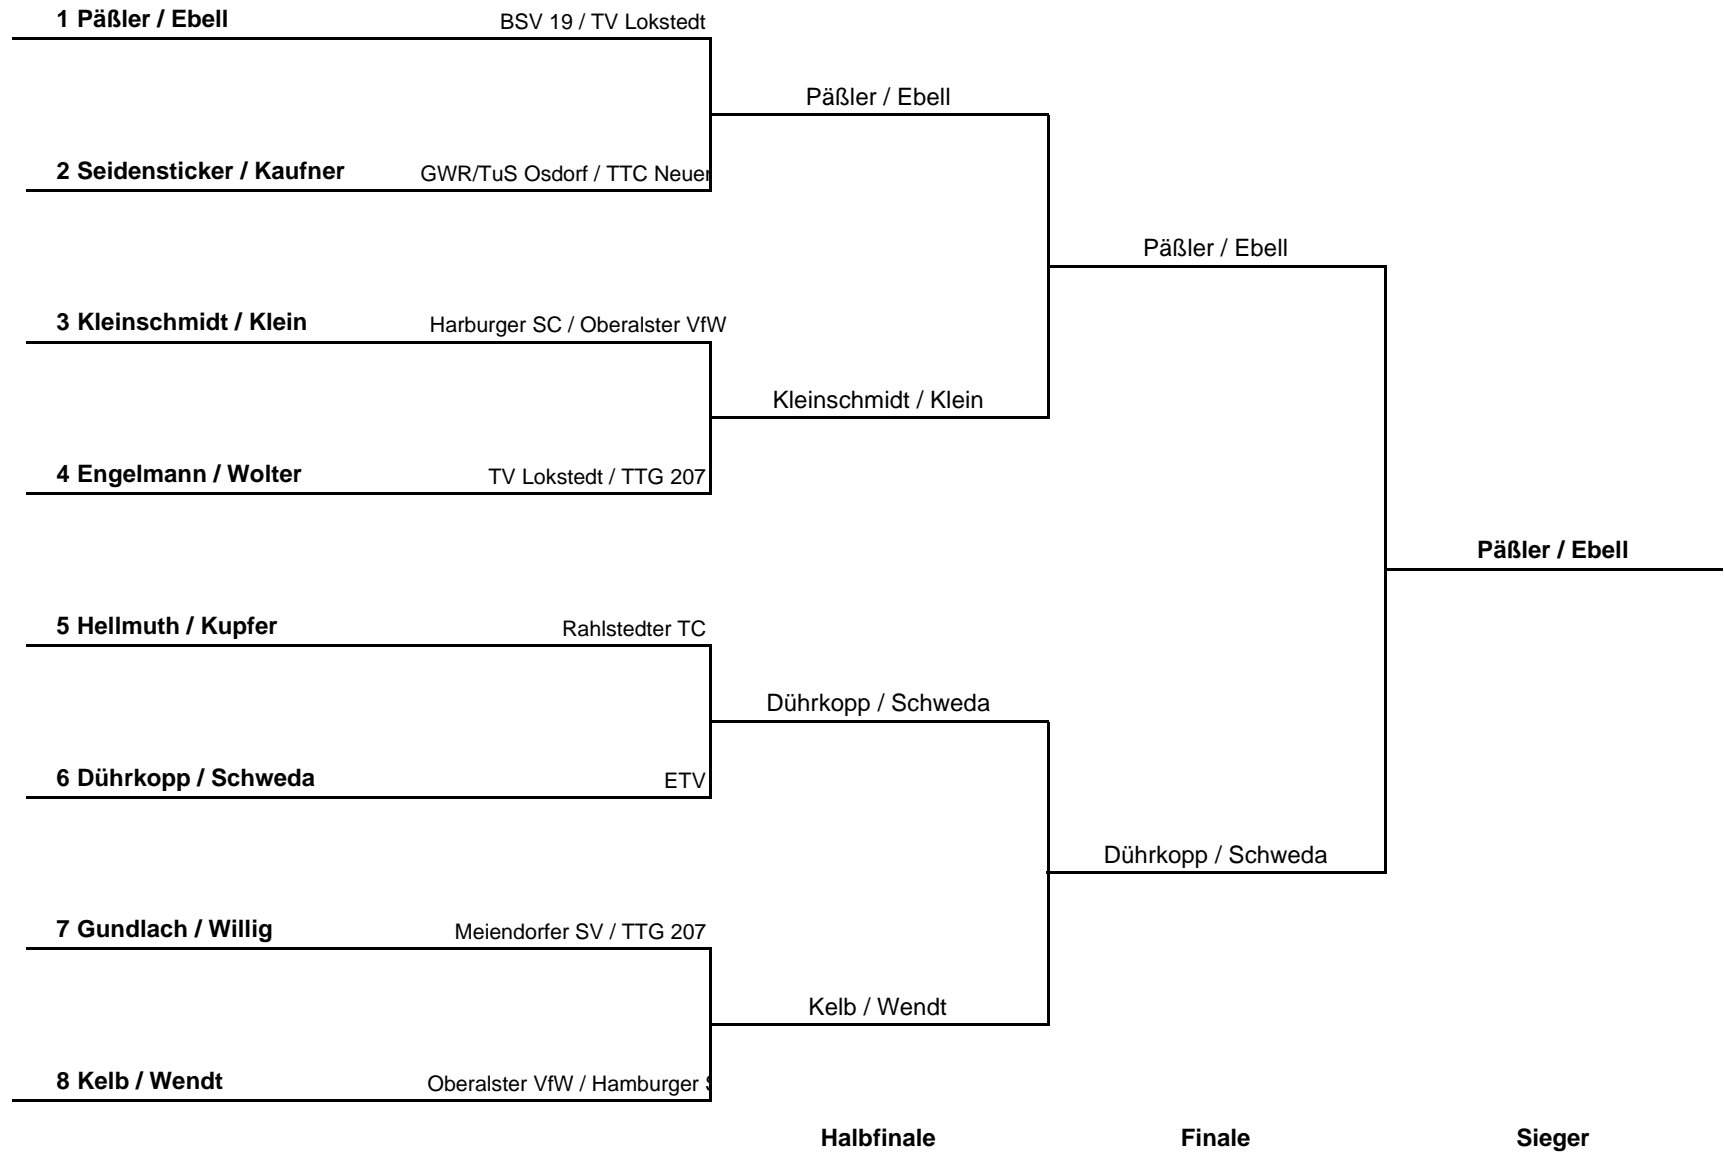 1 Päßler / Ebell BSV 19 / TV Lokstedt
Päßler / Ebell
2 Seidensticker / Kaufner GWR/TuS Osdorf / TTC Neuer
Päßler / Ebell
3 Kleinschmidt / Klein Harburger SC / Oberalster VfW
Kleinschmidt / Klein
4 Engelmann / Wolter TV Lokstedt / TTG 207
Päßler / Ebell
5 Hellmuth / Kupfer Rahlstedter TC
Dührkopp / Schweda
6 Dührkopp / Schweda ETV
Dührkopp / Schweda
7 Gundlach / Willig Meiendorfer SV / TTG 207
Kelb / Wendt
8 Kelb / Wendt Oberalster VfW / Hamburger
Halbfinale Finale Sieger